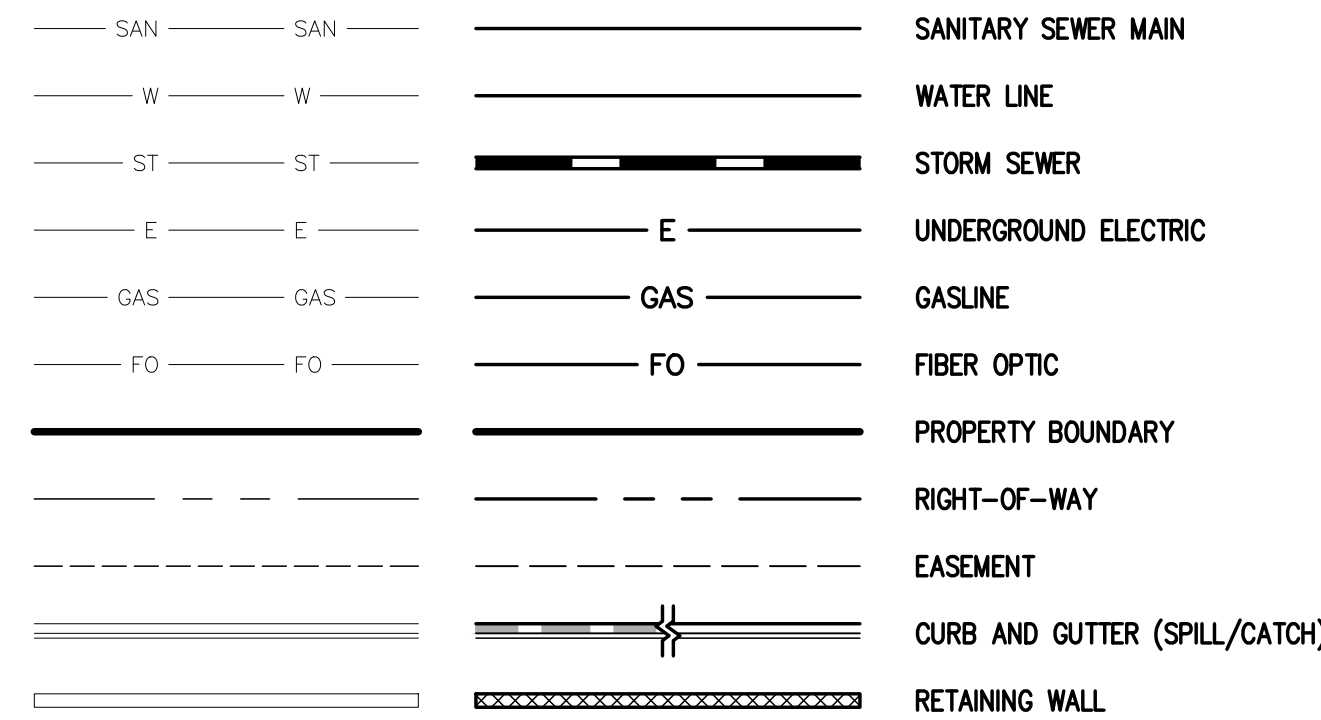 SAN SAN SANITARY SEWER MAIN
W W WATER LINE
ST ST STORM SEWER
E E E UNDERGROUND ELECTRIC
GAS GAS GAS GASLINE
FO FO FO FIBER OPTIC
PROPERTY BOUNDARY
RIGHT-OF-WAY
EASEMENT
CURB AND GUTTER (SPILL/CATCH)
RETAINING WALL